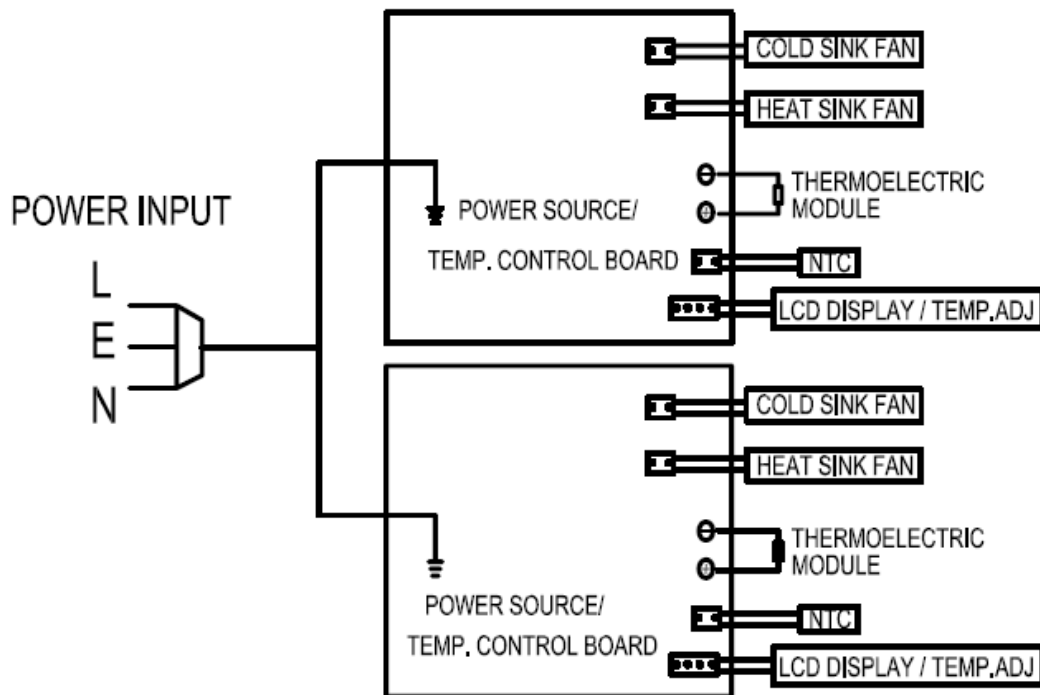 POWER INPUT
L
E
N
POWER SOURCE/
TEMP. CONTROL BOARD
COLD SINK FAN
HEAT SINK FAN
THERMOELECTRIC
MODULE
NTC
LCD DISPLAY / TEMP.ADJ
POWER SOURCE/
TEMP. CONTROL BOARD
COLD SINK FAN
HEAT SINK FAN
THERMOELECTRIC
MODULE
NTC
LCD DISPLAY / TEMP.ADJ